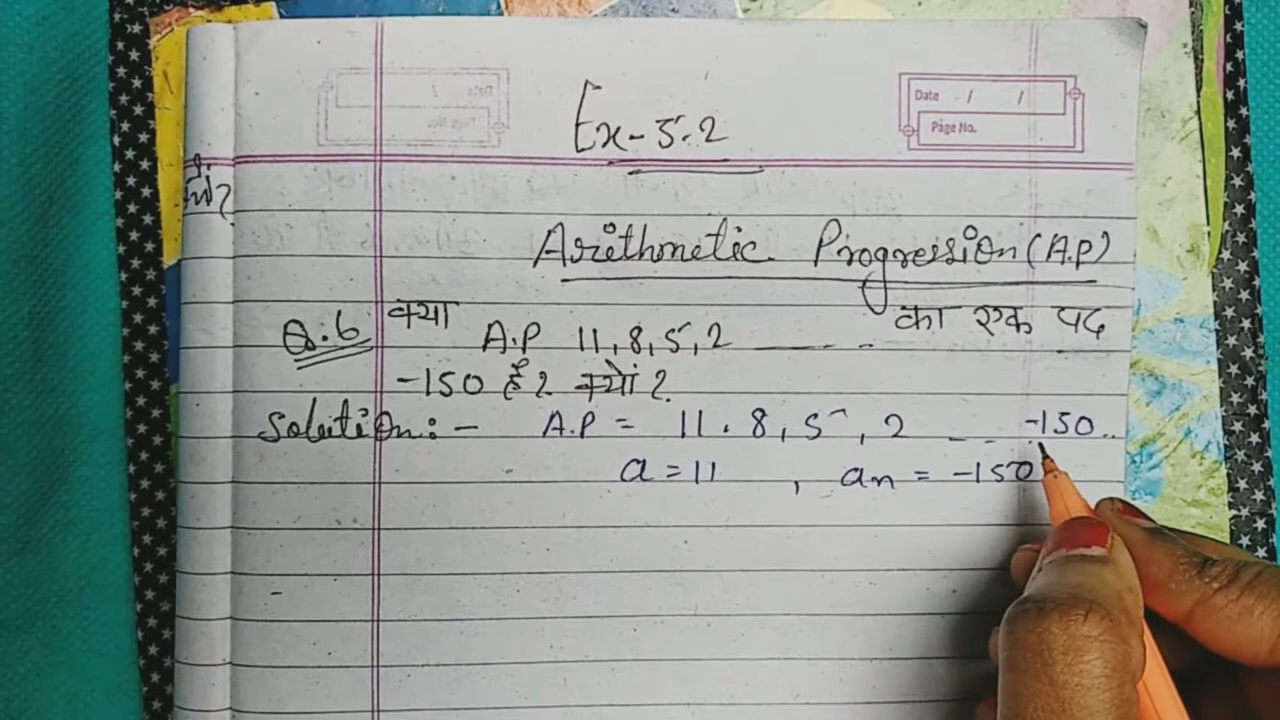 Ex-5.2
Date / /
Page No.
Arithmetic Progression (A.P)
Q.6 क्या A.P 11, 8, 5, 2 ---- का एक पद
-150 है? क्यों?
Solution:- A.P = 11, 8, 5, 2 --- -150..
a = 11 , an = -150